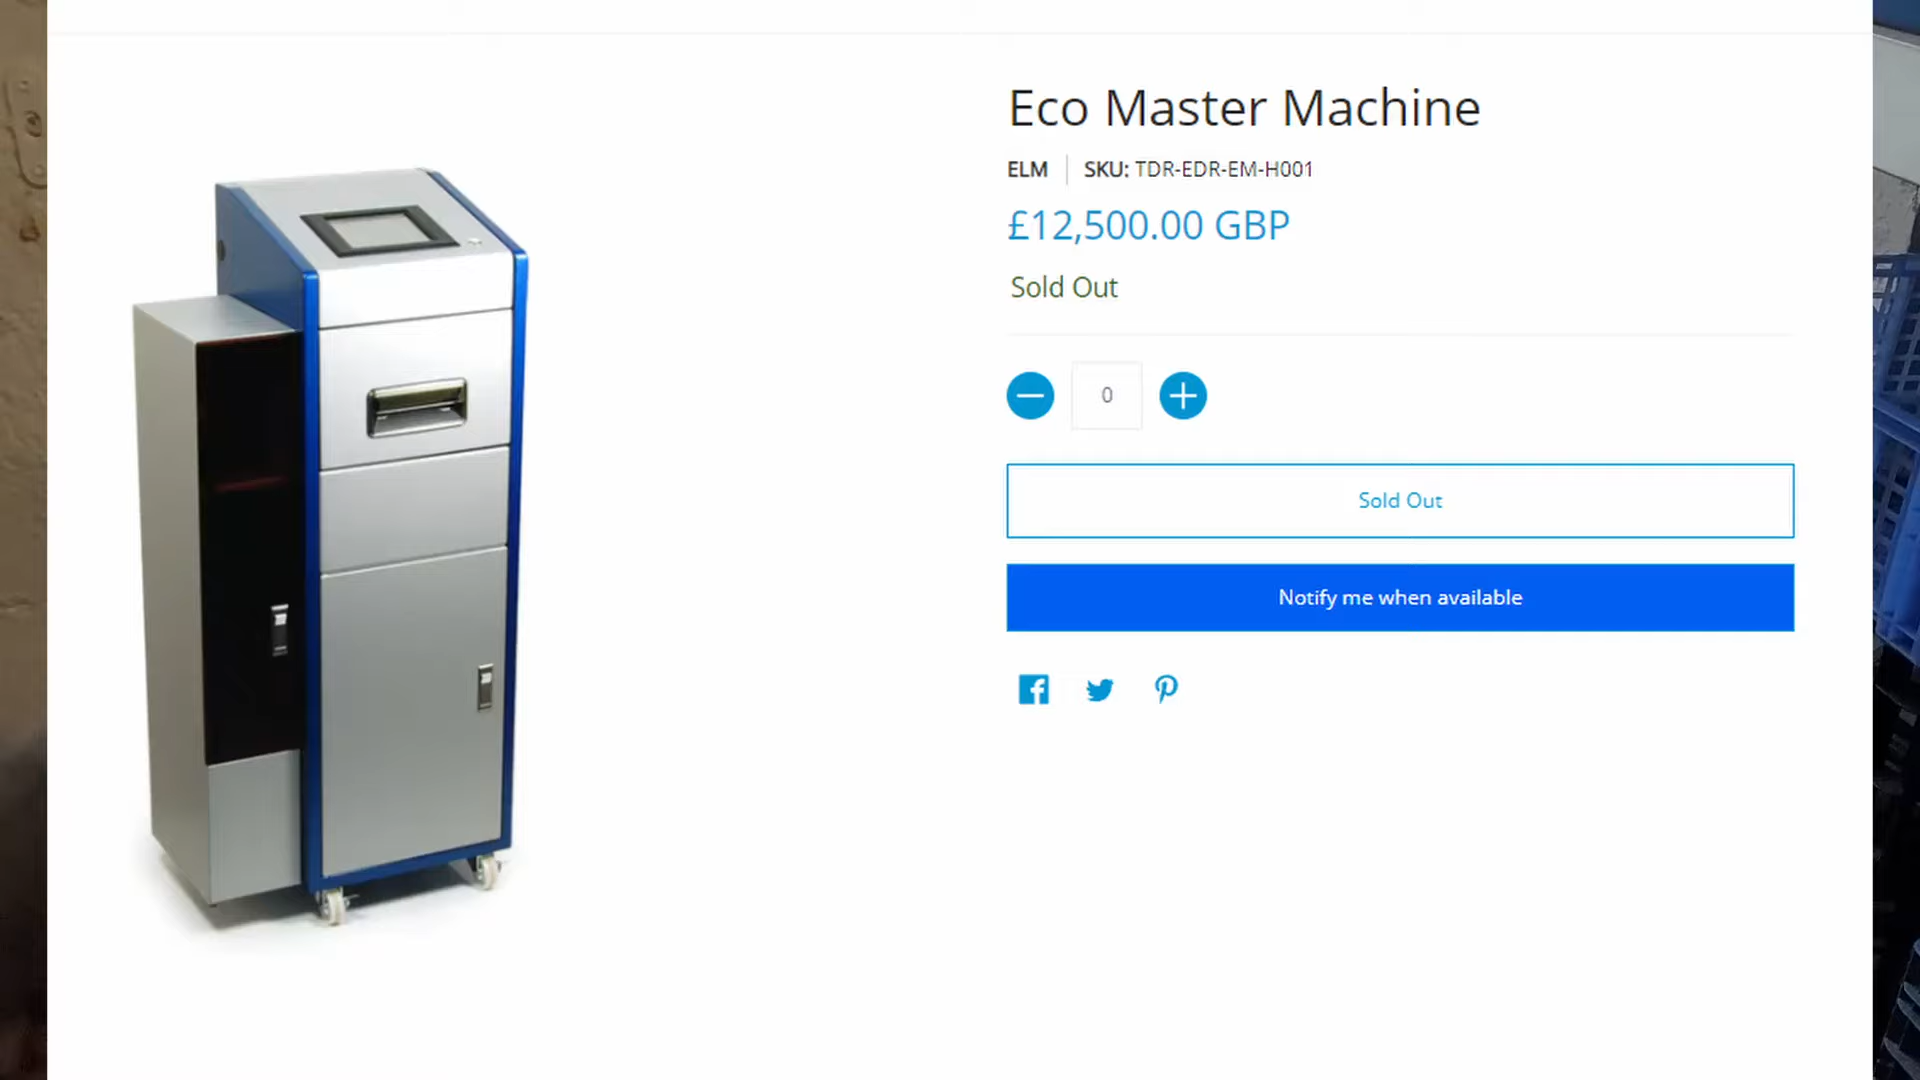 Eco Master Machine
ELM SKU: TDR-EDR-EM-H001
£12,500.00 GBP
Sold Out
0
Sold Out
Notify me when available